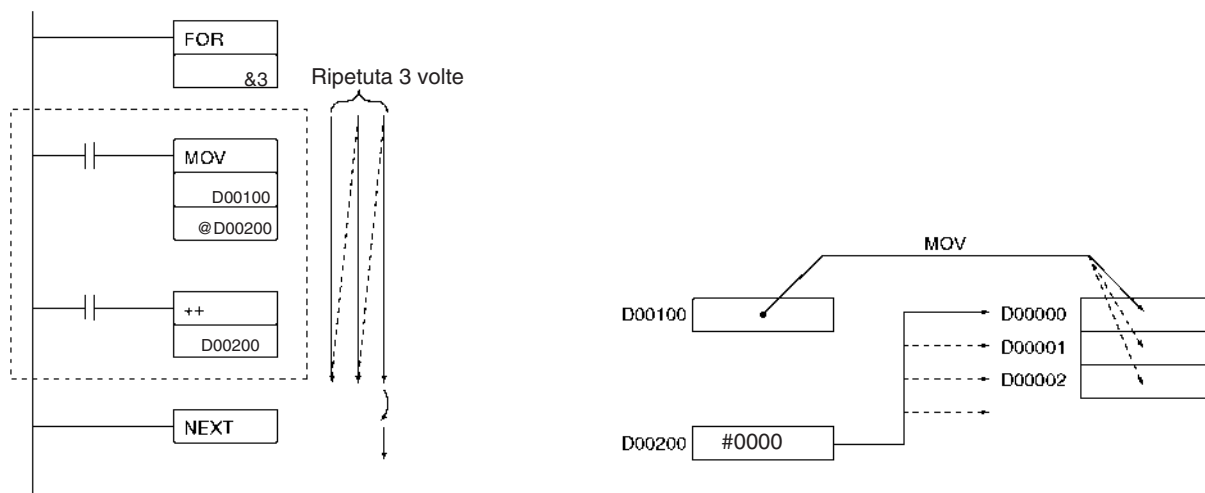 FOR
&3
Ripetuta 3 volte
MOV
D00100
@D00200
++
D00200
NEXT
MOV
D00100
D00000
D00001
D00002
D00200
#0000